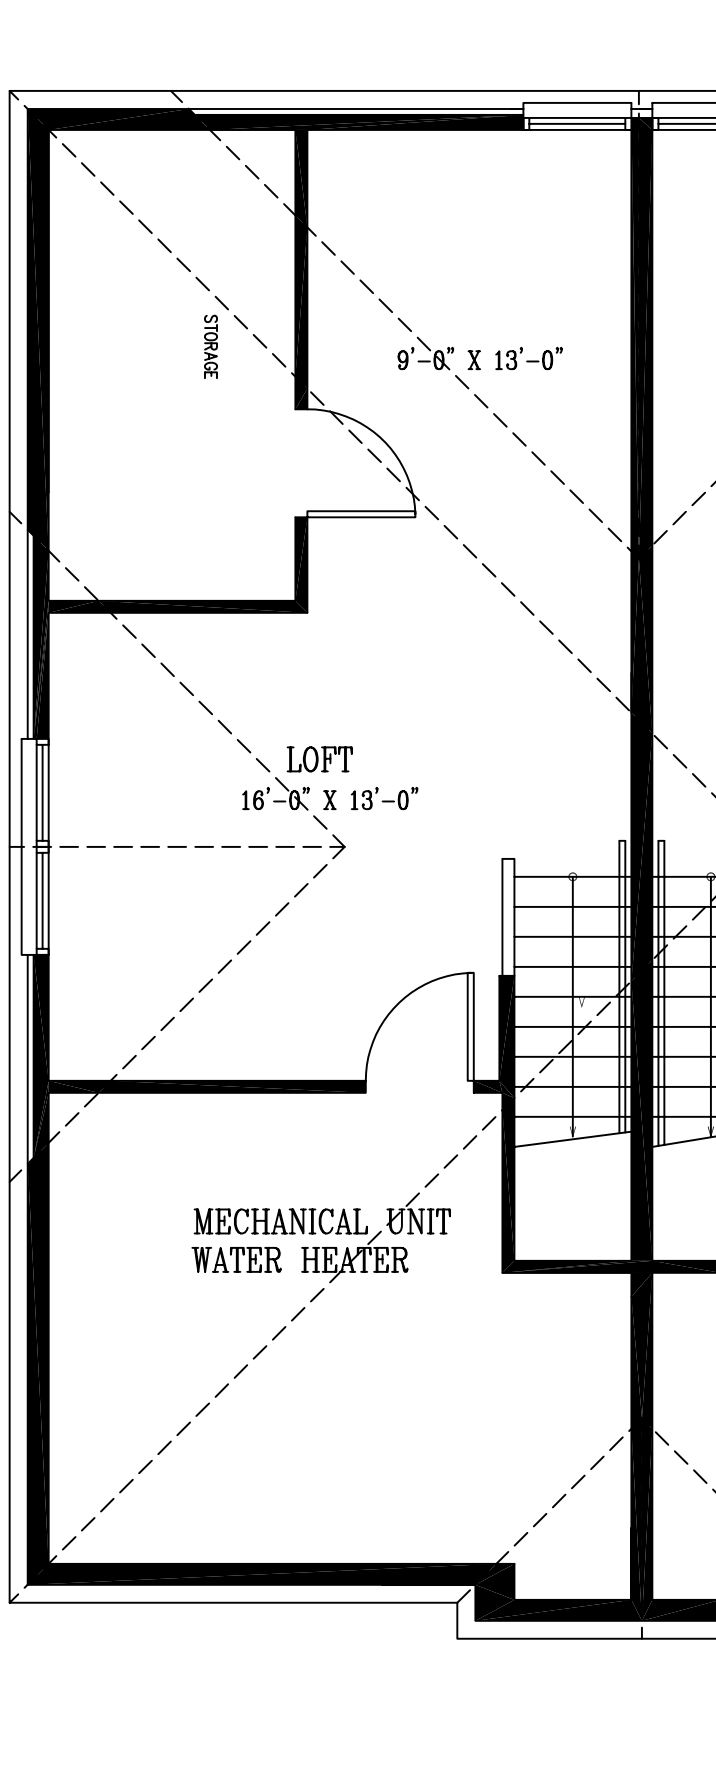 STORAGE
9'-0" X 13'-0"
LOFT
16'-0" X 13'-0"
MECHANICAL UNIT
WATER HEATER